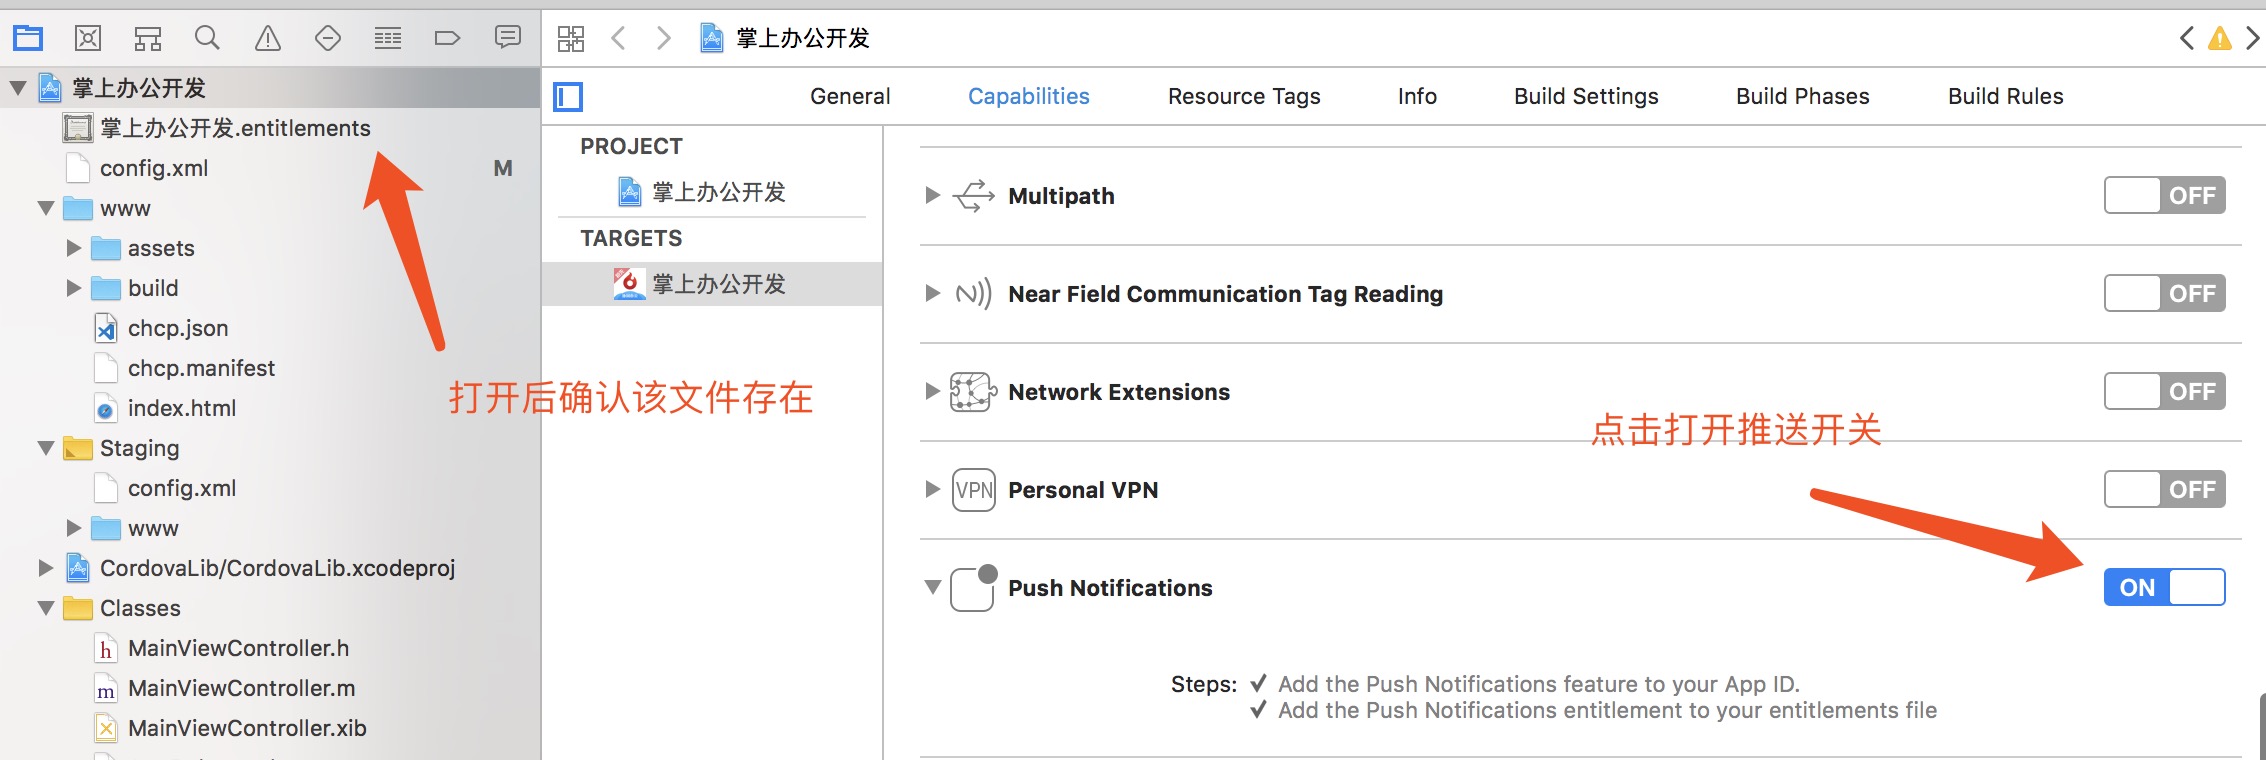 掌上办公开发
掌上办公开发
掌上办公开发.entitlements
config.xml M
www
assets
build
chcp.json
chcp.manifest
index.html
Staging
config.xml
www
CordovaLib/CordovaLib.xcodeproj
Classes
MainViewController.h
MainViewController.m
MainViewController.xib
打开后确认该文件存在
General Capabilities Resource Tags Info Build Settings Build Phases Build Rules
PROJECT
掌上办公开发
TARGETS
掌上办公开发
Multipath OFF
Near Field Communication Tag Reading OFF
Network Extensions OFF
点击打开推送开关
VPN Personal VPN OFF
Push Notifications ON
Steps: ✓ Add the Push Notifications feature to your App ID.
✓ Add the Push Notifications entitlement to your entitlements file